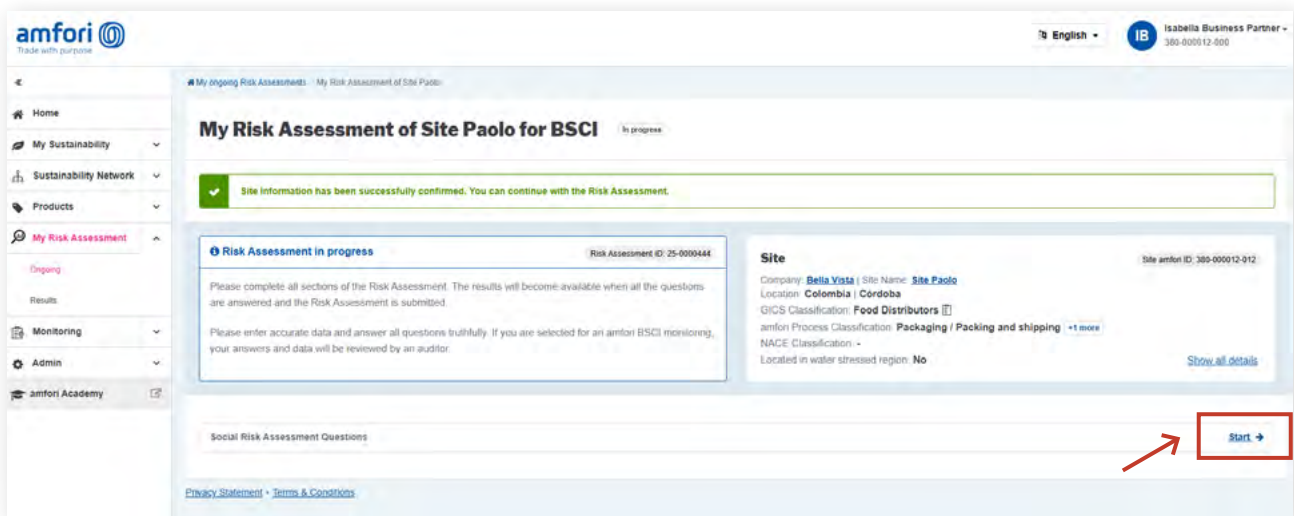 amfori
Trade with purpose
English
IB
Isabella Business Partner
380-000012-000
My ongoing Risk Assessments / My Risk Assessment of Site Paolo
Home
My Sustainability
Sustainability Network
Products
My Risk Assessment
Ongoing
Results
Monitoring
Admin
amfori Academy
My Risk Assessment of Site Paolo for BSCI
In progress
Site Information has been successfully confirmed. You can continue with the Risk Assessment.
Risk Assessment in progress
Risk Assessment ID: 25-0000444
Please complete all sections of the Risk Assessment. The results will become available when all the questions
are answered and the Risk Assessment is submitted.
Please enter accurate data and answer all questions truthfully. If you are selected for an amfori BSCI monitoring,
your answers and data will be reviewed by an auditor.
Site
Site amfori ID: 380-000012-012
Company: Bella Vista | Site Name: Site Paolo
Location: Colombia | Córdoba
GICS Classification: Food Distributors
amfori Process Classification: Packaging / Packing and shipping +1 more
NACE Classification: -
Located in water stressed region: No
Show all details
Social Risk Assessment Questions
Start →
Privacy Statement • Terms & Conditions